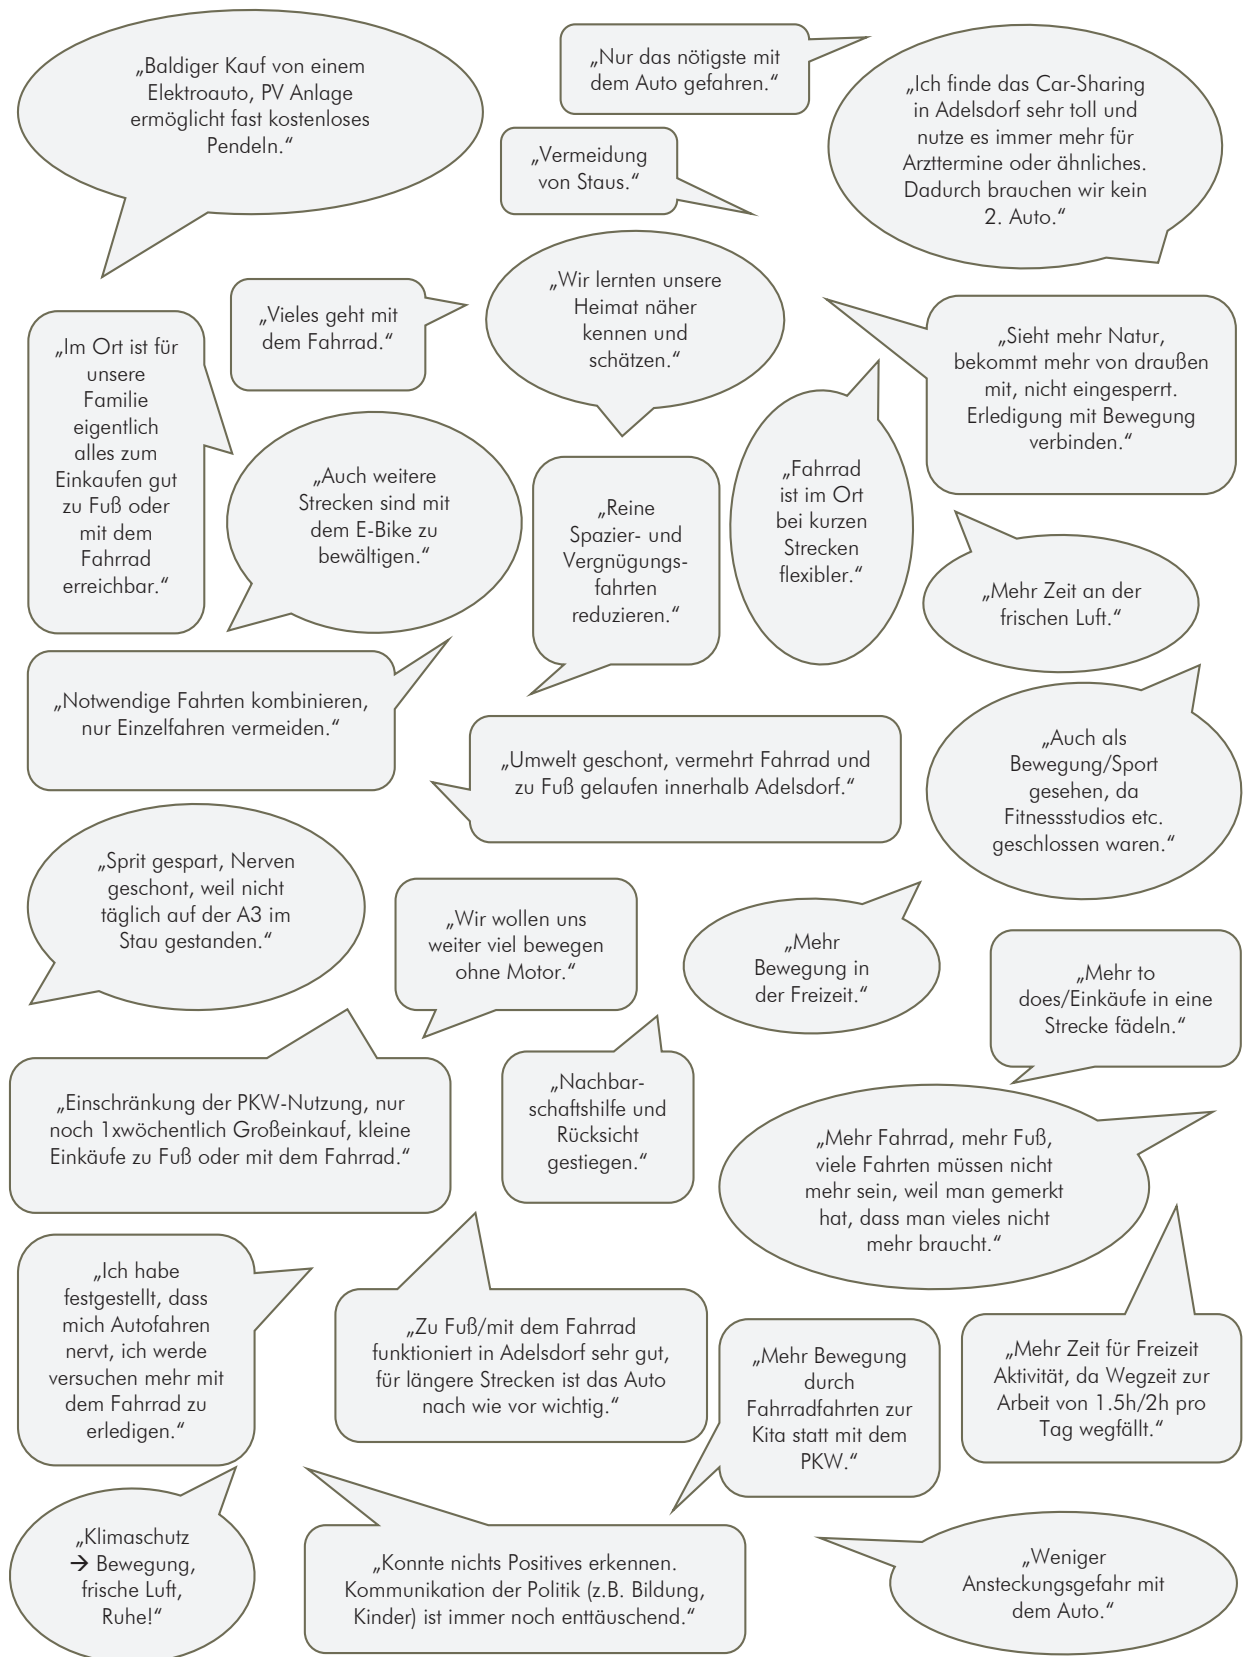 „Baldiger Kauf von einem
Elektroauto, PV Anlage
ermöglicht fast kostenloses
Pendeln.“
„Nur das nötigste mit
dem Auto gefahren.“
„Ich finde das Car-Sharing
in Adelsdorf sehr toll und
nutze es immer mehr für
Arzttermine oder ähnliches.
Dadurch brauchen wir kein
2. Auto.“
„Vermeidung
von Staus.“
„Wir lernten unsere
Heimat näher
kennen und
schätzen.“
„Vieles geht mit
dem Fahrrad.“
„Im Ort ist für
unsere
Familie
eigentlich
alles zum
Einkaufen gut
zu Fuß oder
mit dem
Fahrrad
erreichbar.“
„Sieht mehr Natur,
bekommt mehr von draußen
mit, nicht eingesperrt.
Erledigung mit Bewegung
verbinden.“
„Auch weitere
Strecken sind mit
dem E-Bike zu
bewältigen.“
„Reine
Spazier- und
Vergnügungs-
fahrten
reduzieren.“
„Fahrrad
ist im Ort
bei kurzen
Strecken
flexibler.“
„Mehr Zeit an der
frischen Luft.“
„Notwendige Fahrten kombinieren,
nur Einzelfahren vermeiden.“
„Umwelt geschont, vermehrt Fahrrad und
zu Fuß gelaufen innerhalb Adelsdorf.“
„Auch als
Bewegung/Sport
gesehen, da
Fitnessstudios etc.
geschlossen waren.“
„Sprit gespart, Nerven
geschont, weil nicht
täglich auf der A3 im
Stau gestanden.“
„Wir wollen uns
weiter viel bewegen
ohne Motor.“
„Mehr
Bewegung in
der Freizeit.“
„Mehr to
does/Einkäufe in eine
Strecke fädeln.“
„Einschränkung der PKW-Nutzung, nur
noch 1xwöchentlich Großeinkauf, kleine
Einkäufe zu Fuß oder mit dem Fahrrad.“
„Nachbar-
schaftshilfe und
Rücksicht
gestiegen.“
„Mehr Fahrrad, mehr Fuß,
viele Fahrten müssen nicht
mehr sein, weil man gemerkt
hat, dass man vieles nicht
mehr braucht.“
„Ich habe
festgestellt, dass
mich Autofahren
nervt, ich werde
versuchen mehr mit
dem Fahrrad zu
erledigen.“
„Zu Fuß/mit dem Fahrrad
funktioniert in Adelsdorf sehr gut,
für längere Strecken ist das Auto
nach wie vor wichtig.“
„Mehr Bewegung
durch
Fahrradfahrten zur
Kita statt mit dem
PKW.“
„Mehr Zeit für Freizeit
Aktivität, da Wegzeit zur
Arbeit von 1.5h/2h pro
Tag wegfällt.“
„Klimaschutz
→ Bewegung,
frische Luft,
Ruhe!“
„Konnte nichts Positives erkennen.
Kommunikation der Politik (z.B. Bildung,
Kinder) ist immer noch enttäuschend.“
„Weniger
Ansteckungsgefahr mit
dem Auto.“